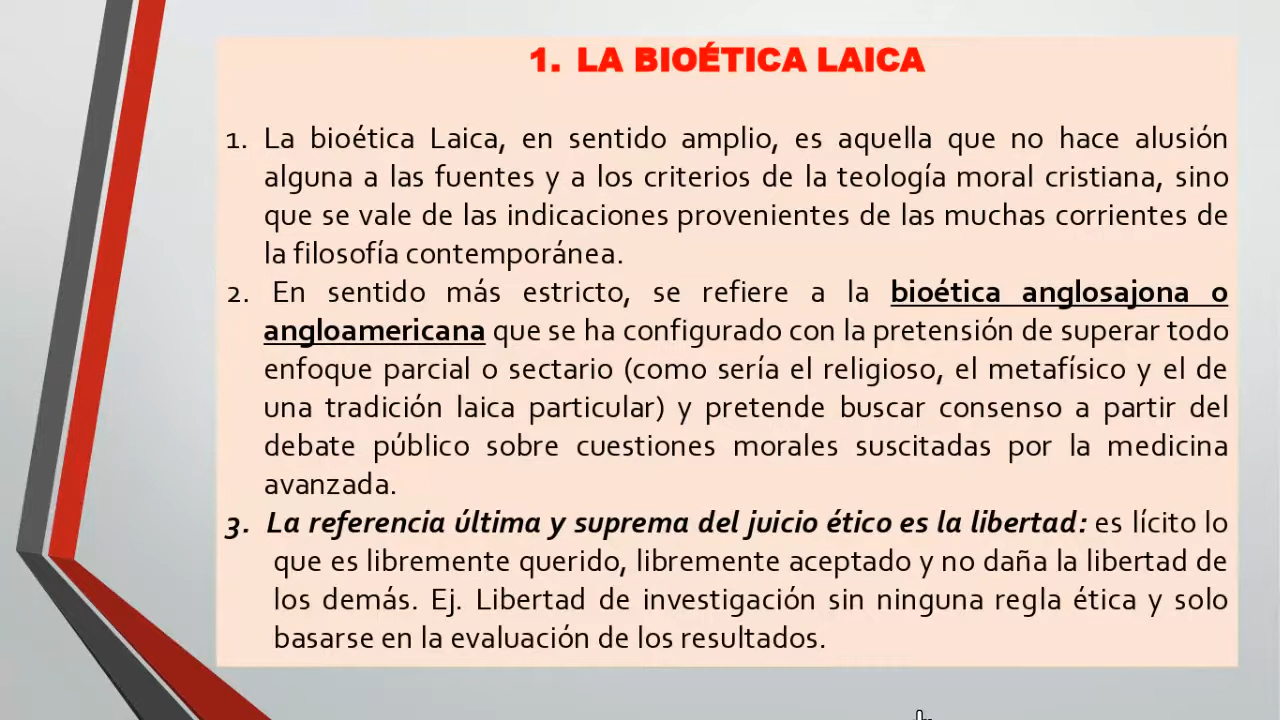 1. LA BIOÉTICA LAICA
1. La bioética Laica, en sentido amplio, es aquella que no hace alusión
alguna a las fuentes y a los criterios de la teología moral cristiana, sino
que se vale de las indicaciones provenientes de las muchas corrientes de
la filosofía contemporánea.
2. En sentido más estricto, se refiere a la bioética anglosajona o
angloamericana que se ha configurado con la pretensión de superar todo
enfoque parcial o sectario (como sería el religioso, el metafísico y el de
una tradición laica particular) y pretende buscar consenso a partir del
debate público sobre cuestiones morales suscitadas por la medicina
avanzada.
3. La referencia última y suprema del juicio ético es la libertad: es lícito lo
que es libremente querido, libremente aceptado y no daña la libertad de
los demás. Ej. Libertad de investigación sin ninguna regla ética y solo
basarse en la evaluación de los resultados.